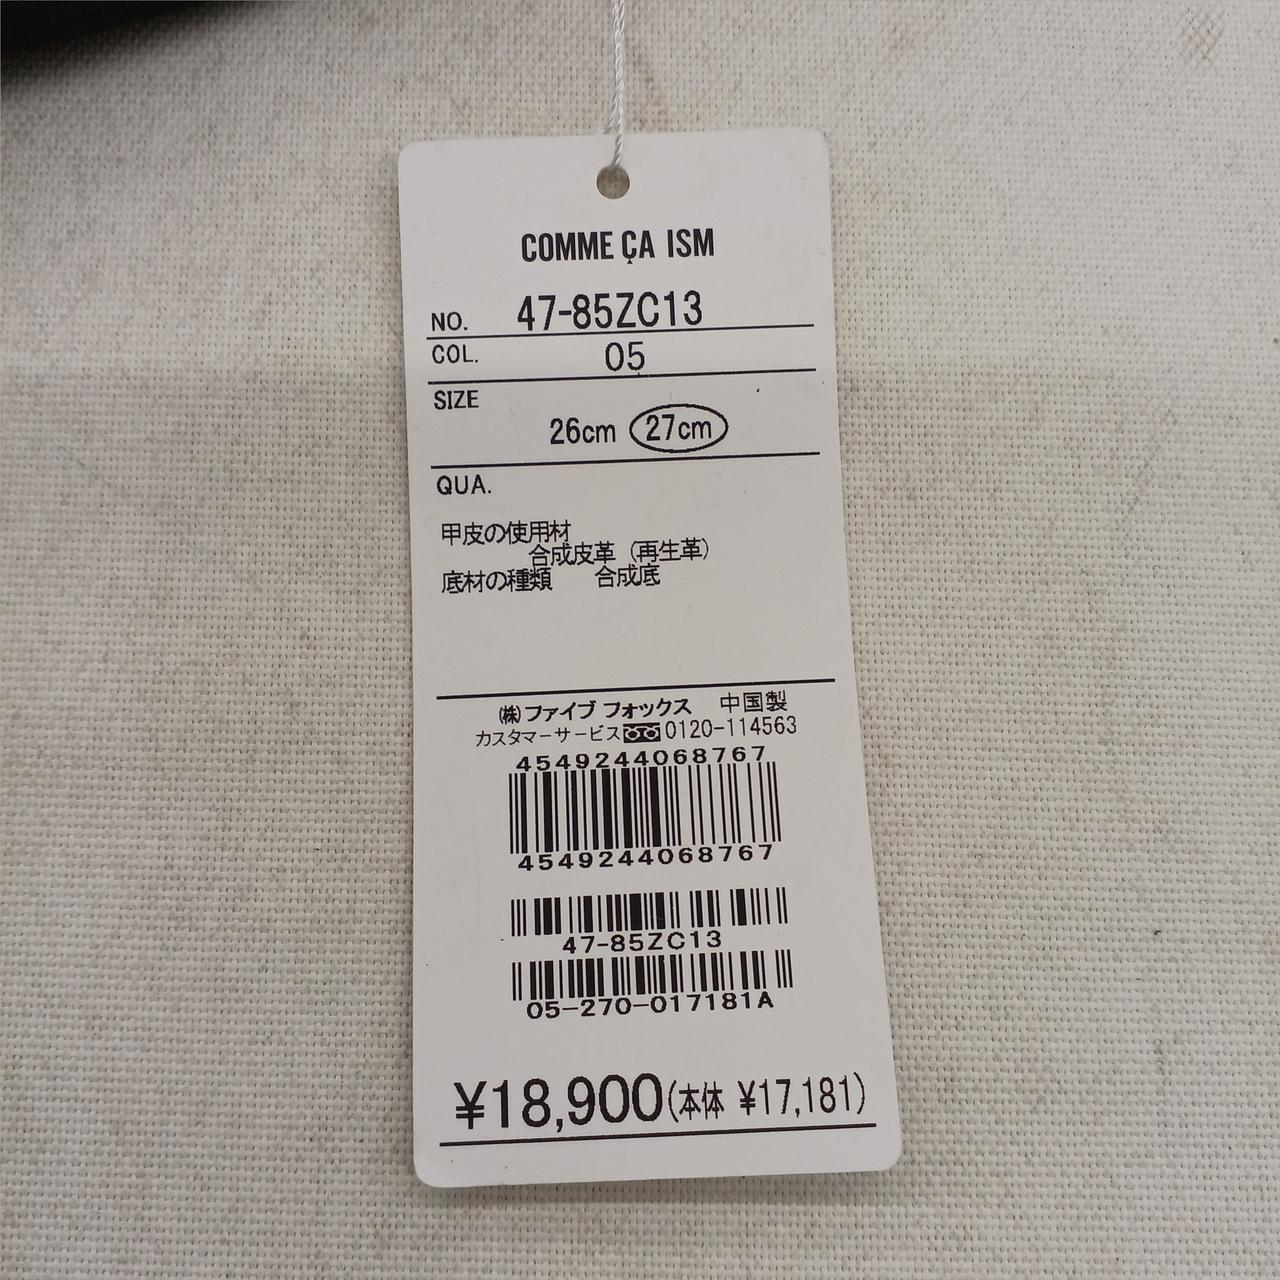 COMME ÇA ISM
NO. 47-85ZC13
COL. 05
SIZE
26cm 27cm
QUA.
甲皮の使用材
合成皮革（再生革）
底材の種類 合成底
㈱ファイブ フォックス 中国製
カスタマーサービス 0120-114563
4549244068767
4549244068767
47-85ZC13
05-270-017181A
¥18,900(本体 ¥17,181)